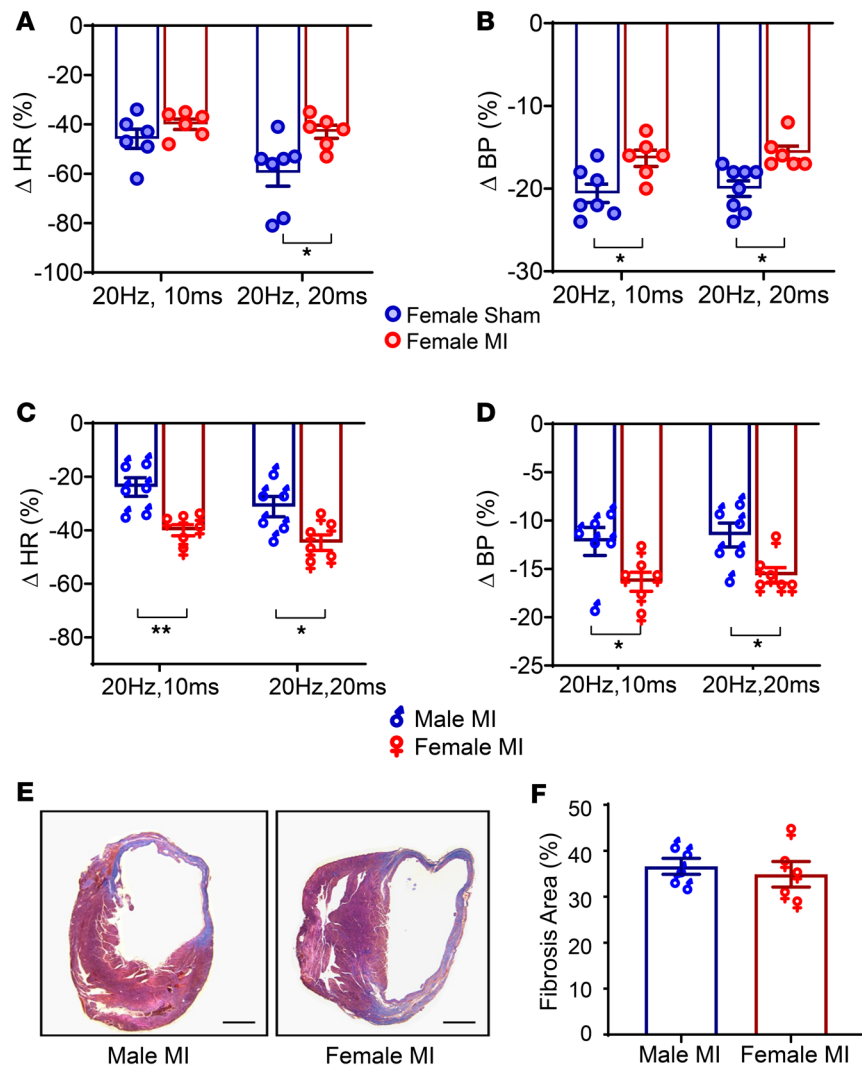 A
Δ HR (%)
0
-20
-40
-60
-80
-100
*
20Hz, 10ms
20Hz, 20ms
B
Δ BP (%)
0
-10
-20
-30
*
*
20Hz, 10ms
20Hz, 20ms
Female Sham
Female MI
C
Δ HR (%)
0
-20
-40
-60
-80
**
*
20Hz,10ms
20Hz,20ms
D
Δ BP (%)
0
-5
-10
-15
-20
-25
*
*
20Hz,10ms
20Hz,20ms
Male MI
Female MI
E
Male MI
Female MI
F
Fibrosis Area (%)
50
40
30
20
10
0
Male MI
Female MI